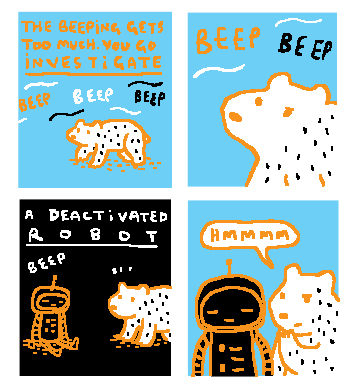 THE BEEPING GETS
TOO MUCH. YOU GO
INVESTIGATE
BEEP BEEP BEEP
BEEP BEEP
A DEACTIVATED
ROBOT
BEEP
...
HMMMM